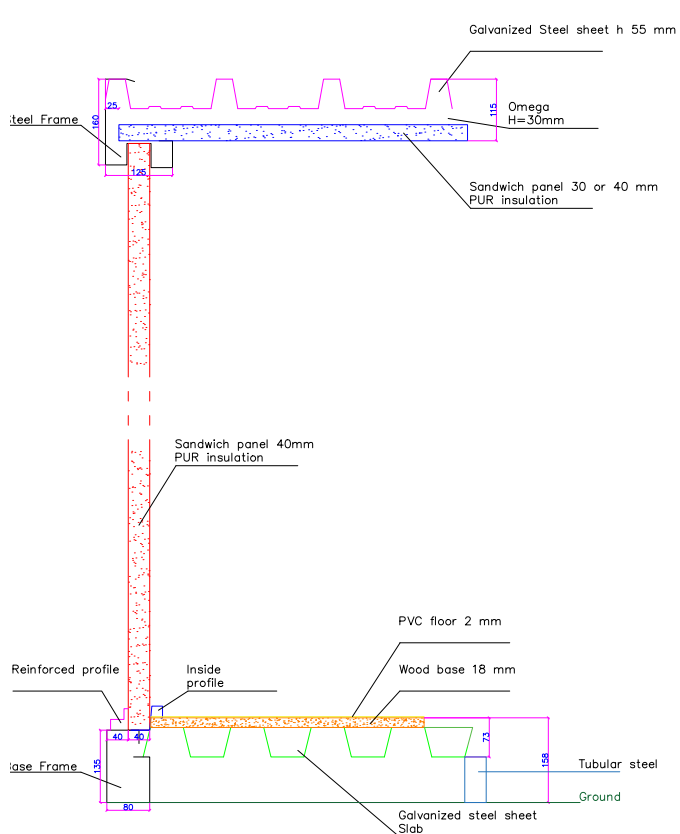 Galvanized Steel sheet h 55 mm
25
160
115
Omega
H=30mm
Steel Frame
125
Sandwich panel 30 or 40 mm
PUR insulation
Sandwich panel 40mm
PUR insulation
PVC floor 2 mm
Reinforced profile
Inside
profile
Wood base 18 mm
40
40
73
135
158
Base Frame
Tubular steel
80
Ground
Galvanized steel sheet
Slab